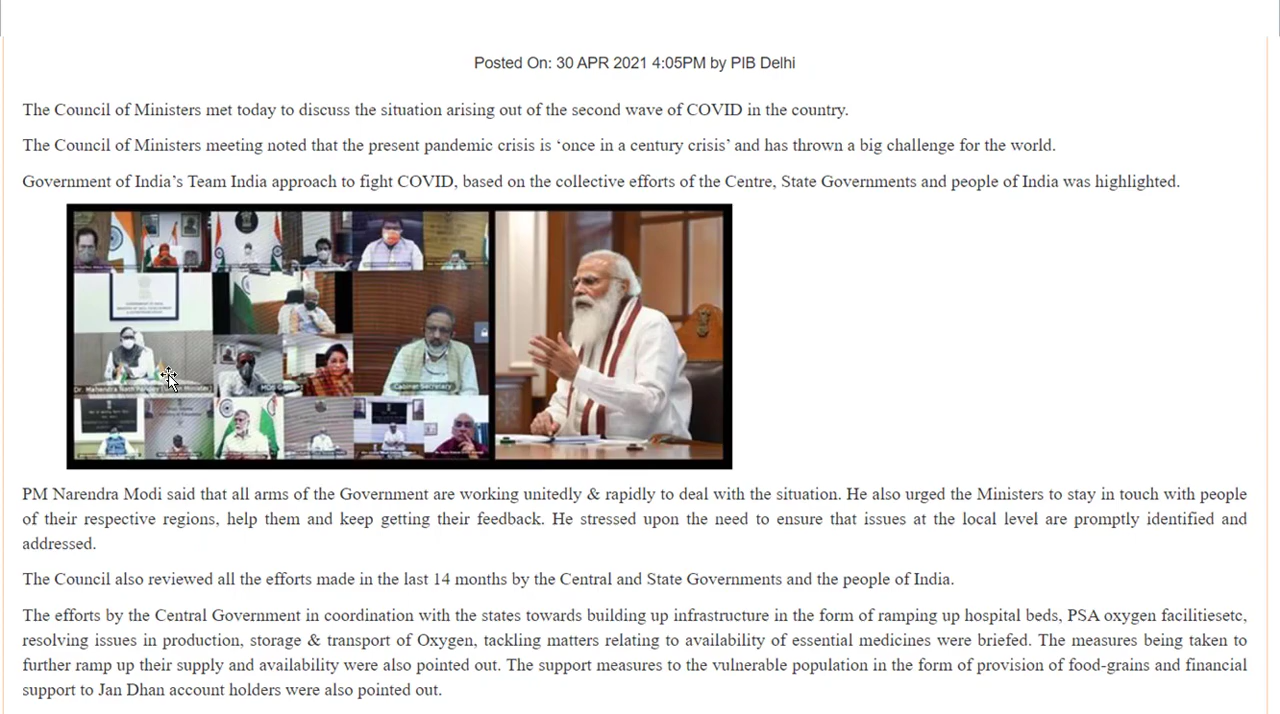 Posted On: 30 APR 2021 4:05PM by PIB Delhi
The Council of Ministers met today to discuss the situation arising out of the second wave of COVID in the country.
The Council of Ministers meeting noted that the present pandemic crisis is ‘once in a century crisis’ and has thrown a big challenge for the world.
Government of India’s Team India approach to fight COVID, based on the collective efforts of the Centre, State Governments and people of India was highlighted.
Dr. Mahendra Nath Pandey
Cabinet Secretary
PM Narendra Modi said that all arms of the Government are working unitedly & rapidly to deal with the situation. He also urged the Ministers to stay in touch with people
of their respective regions, help them and keep getting their feedback. He stressed upon the need to ensure that issues at the local level are promptly identified and
addressed.
The Council also reviewed all the efforts made in the last 14 months by the Central and State Governments and the people of India.
The efforts by the Central Government in coordination with the states towards building up infrastructure in the form of ramping up hospital beds, PSA oxygen facilitiesetc,
resolving issues in production, storage & transport of Oxygen, tackling matters relating to availability of essential medicines were briefed. The measures being taken to
further ramp up their supply and availability were also pointed out. The support measures to the vulnerable population in the form of provision of food-grains and financial
support to Jan Dhan account holders were also pointed out.